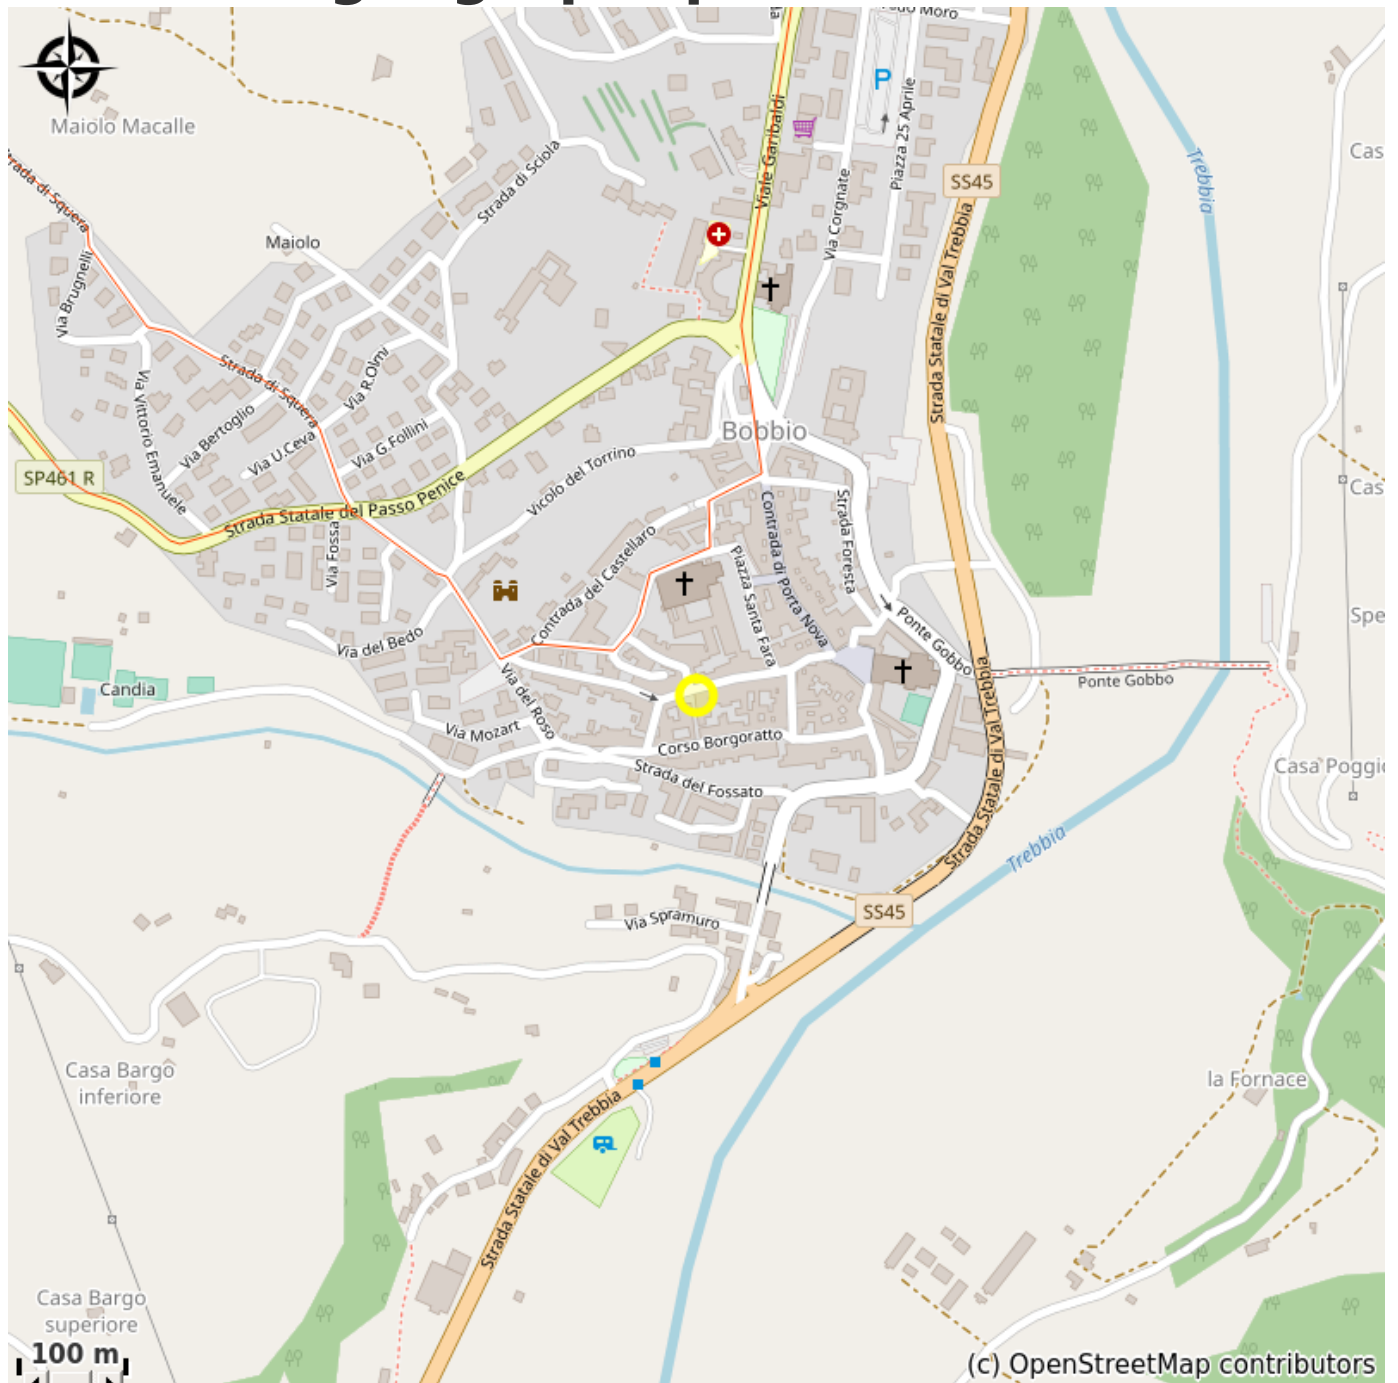 Maiolo Macalle
Viale Garibaldi
P
Piazza 25 Aprile
Trebbia
SS45
Strada di Sciola
Strada di Squera
Maiolo
Via Brugnelli
Via Corgnate
Strada Statale di Val Trebbia
Strada di Squera
Via R.Olmi
Via Vittorio Emanuele
Via Bertoglio
Via U.Ceva
Via G.Follini
Bobbio
SP461 R
Strada Statale del Passo Penice
Vicolo del Torrino
Via Fossa
Contrada del Castellaro
Contrada di Porta Nova
Strada Foresta
Piazza Santa Fara
Via del Bedo
Ponte Gobbo
Ponte Gobbo
Candia
Via del Roso
Via Mozart
Corso Borgoratto
Strada del Fossato
Strada Statale di Val Trebbia
Casa Poggio
Trebbia
SS45
Via Spramuro
Casa Bargo
inferiore
la Fornace
Strada Statale di Val Trebbia
Casa Bargo
superiore
100 m
(c) OpenStreetMap contributors